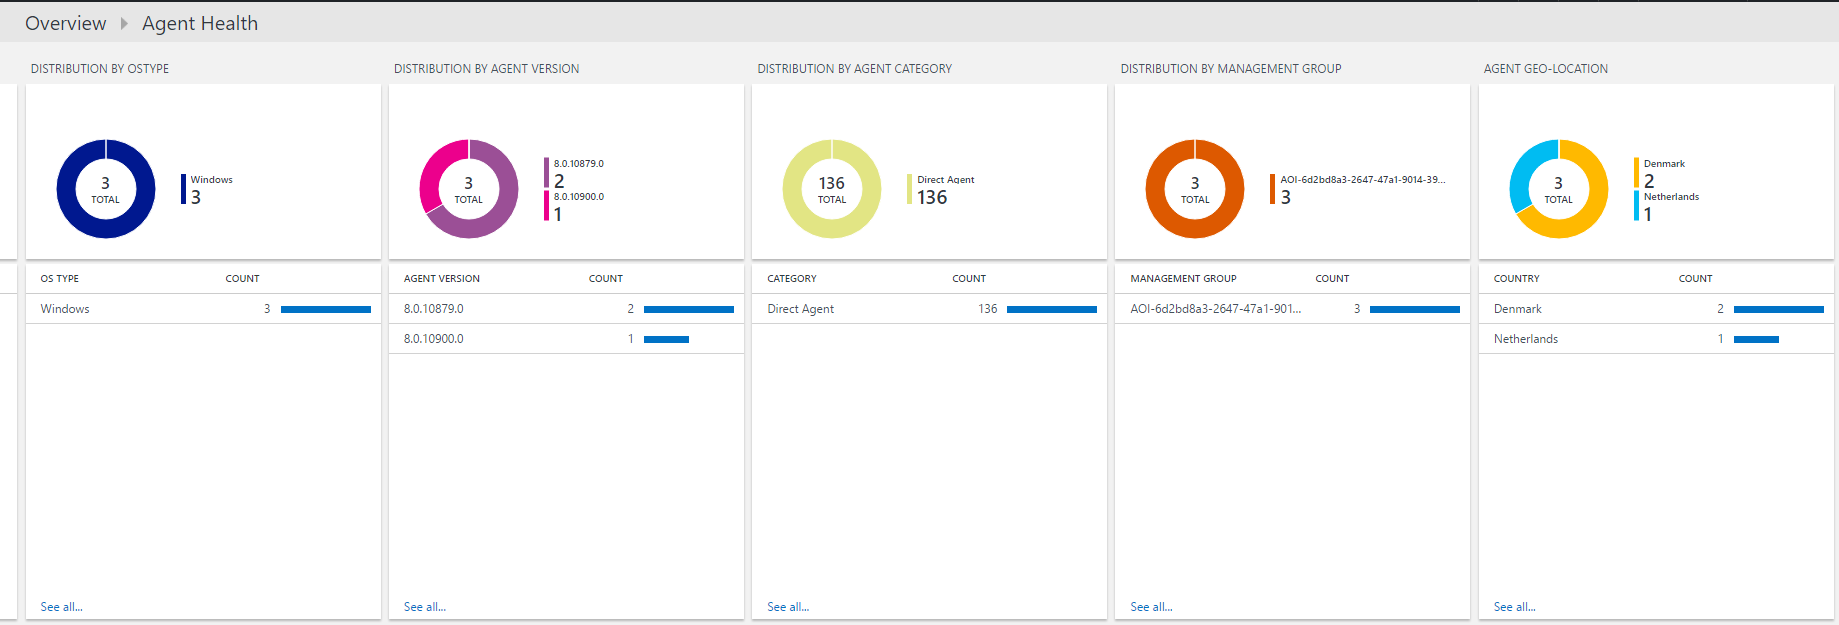 Overview Agent Health
DISTRIBUTION BY OSTYPE
3
TOTAL
Windows
3
OS TYPE COUNT
Windows 3
See all...
DISTRIBUTION BY AGENT VERSION
3
TOTAL
8.0.10879.0
2
8.0.10900.0
1
AGENT VERSION COUNT
8.0.10879.0 2
8.0.10900.0 1
See all...
DISTRIBUTION BY AGENT CATEGORY
136
TOTAL
Direct Agent
136
CATEGORY COUNT
Direct Agent 136
See all...
DISTRIBUTION BY MANAGEMENT GROUP
3
TOTAL
AOI-6d2bd8a3-2647-47a1-9014-39...
3
MANAGEMENT GROUP COUNT
AOI-6d2bd8a3-2647-47a1-901... 3
See all...
AGENT GEO-LOCATION
3
TOTAL
Denmark
2
Netherlands
1
COUNTRY COUNT
Denmark 2
Netherlands 1
See all...